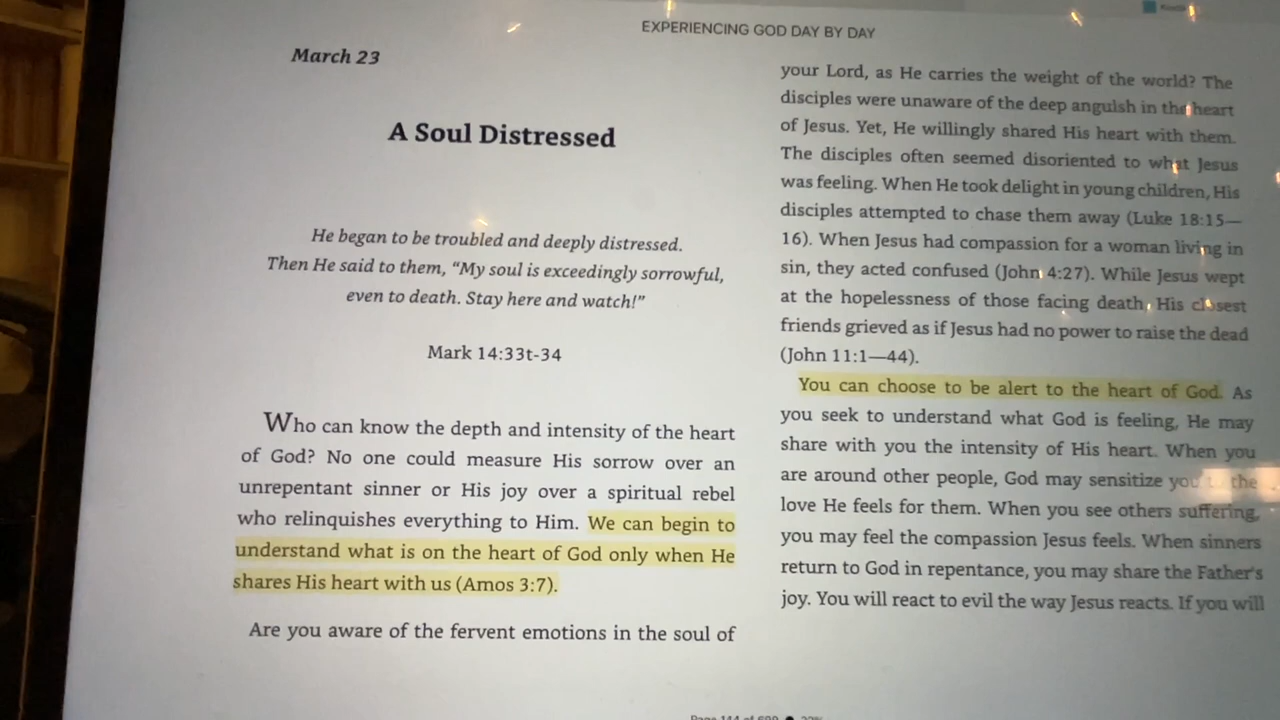 EXPERIENCING GOD DAY BY DAY
March 23
A Soul Distressed
He began to be troubled and deeply distressed.
Then He said to them, “My soul is exceedingly sorrowful,
even to death. Stay here and watch!”
Mark 14:33t-34
Who can know the depth and intensity of the heart
of God? No one could measure His sorrow over an
unrepentant sinner or His joy over a spiritual rebel
who relinquishes everything to Him. We can begin to
understand what is on the heart of God only when He
shares His heart with us (Amos 3:7).
Are you aware of the fervent emotions in the soul of
your Lord, as He carries the weight of the world? The
disciples were unaware of the deep anguish in the heart
of Jesus. Yet, He willingly shared His heart with them.
The disciples often seemed disoriented to what Jesus
was feeling. When He took delight in young children, His
disciples attempted to chase them away (Luke 18:15—
16). When Jesus had compassion for a woman living in
sin, they acted confused (John 4:27). While Jesus wept
at the hopelessness of those facing death, His closest
friends grieved as if Jesus had no power to raise the dead
(John 11:1—44).
You can choose to be alert to the heart of God. As
you seek to understand what God is feeling, He may
share with you the intensity of His heart. When you
are around other people, God may sensitize you to the
love He feels for them. When you see others suffering,
you may feel the compassion Jesus feels. When sinners
return to God in repentance, you may share the Father's
joy. You will react to evil the way Jesus reacts. If you will